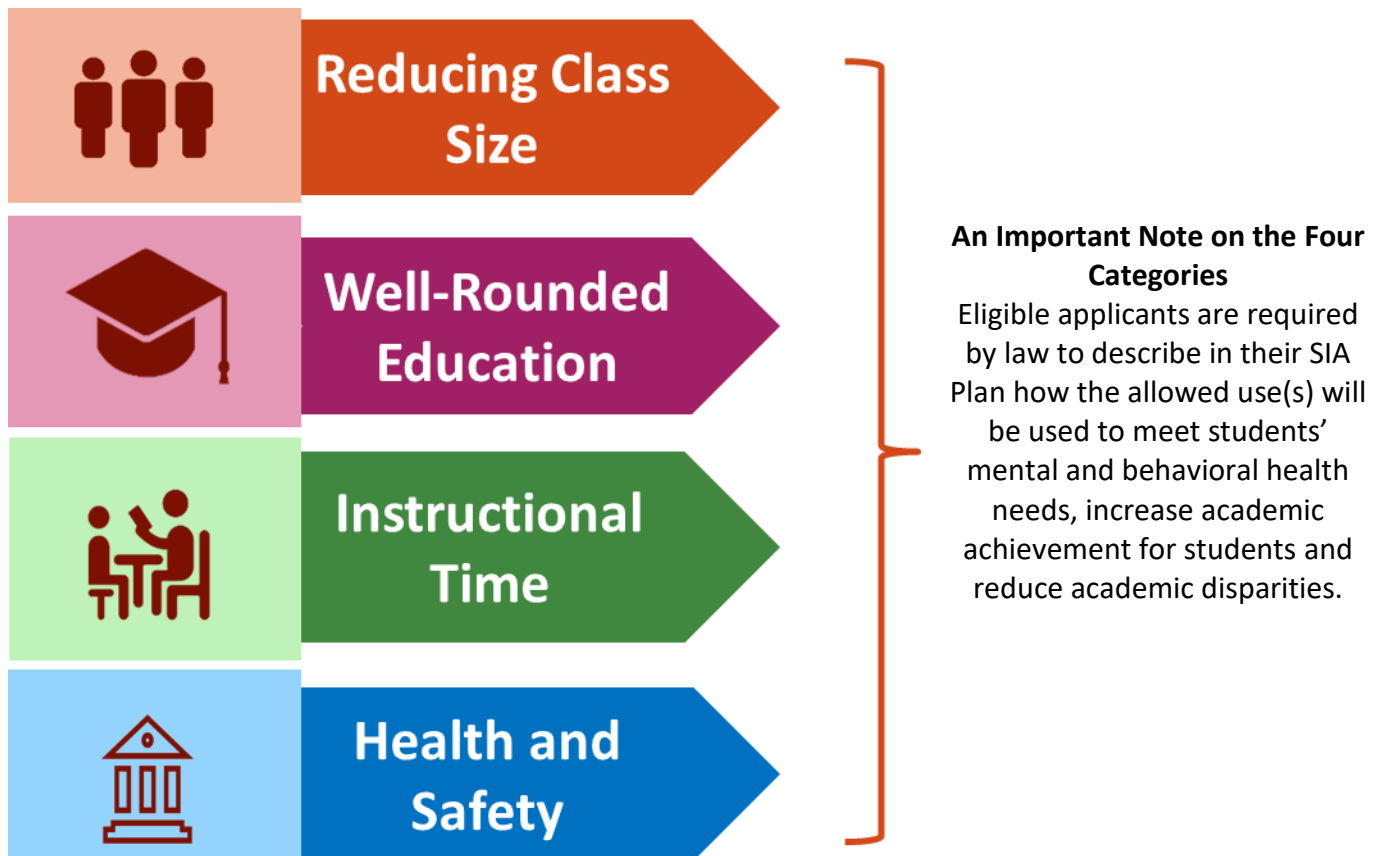 Reducing Class
Size
Well-Rounded
Education
Instructional
Time
Health and
Safety
An Important Note on the Four
Categories
Eligible applicants are required
by law to describe in their SIA
Plan how the allowed use(s) will
be used to meet students’
mental and behavioral health
needs, increase academic
achievement for students and
reduce academic disparities.